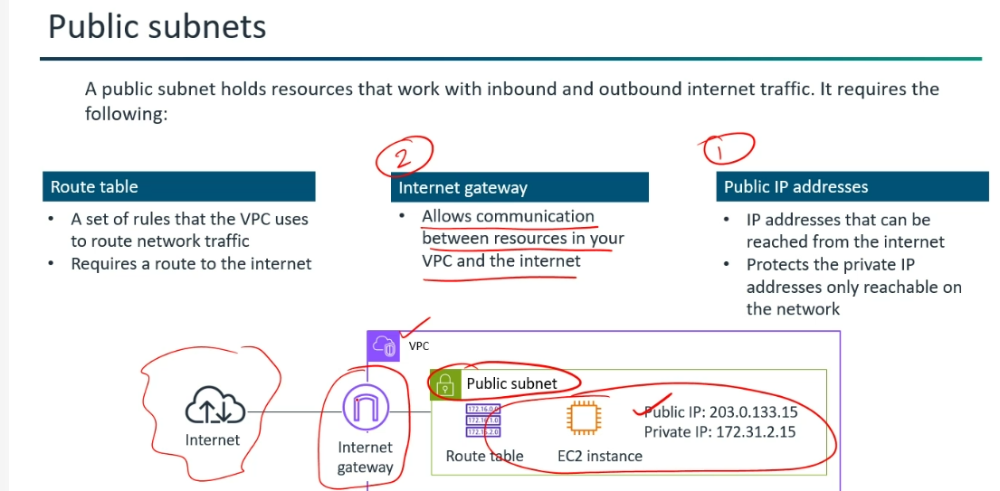 Public subnets
A public subnet holds resources that work with inbound and outbound internet traffic. It requires the
following:
2
1
Route table
• A set of rules that the VPC uses
to route network traffic
• Requires a route to the internet
Internet gateway
• Allows communication
between resources in your
VPC and the internet
Public IP addresses
• IP addresses that can be
reached from the internet
• Protects the private IP
addresses only reachable on
the network
VPC
Public subnet
Internet
Internet
gateway
172.16.0.0
172.16.1.0
172.16.2.0
Route table
EC2 instance
Public IP: 203.0.133.15
Private IP: 172.31.2.15